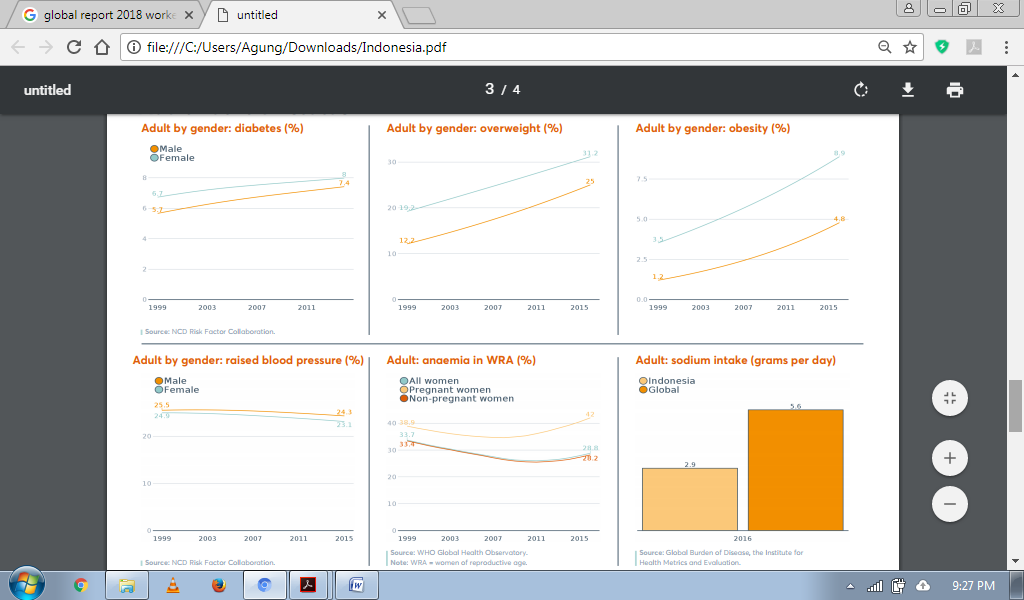 global report 2018 worke
untitled
file:///C:/Users/Agung/Downloads/Indonesia.pdf
untitled
3 / 4
Adult by gender: diabetes (%)
Male
Female
8
6
4
2
0
6.7
5.7
8
7.4
1999 2003 2007 2011
Source: NCD Risk Factor Collaboration.
Adult by gender: overweight (%)
30
20
10
0
19.2
12.2
31.2
25
1999 2003 2007 2011 2015
Adult by gender: obesity (%)
7.5
5.0
2.5
0.0
3.5
1.2
8.9
4.8
1999 2003 2007 2011 2015
Adult by gender: raised blood pressure (%)
Male
Female
20
10
0
25.5
24.9
24.3
23.1
1999 2003 2007 2011 2015
Source: NCD Risk Factor Collaboration.
Adult: anaemia in WRA (%)
All women
Pregnant women
Non-pregnant women
40
30
20
10
0
33.7
33.4
42
28.8
28.2
1999 2003 2007 2011 2015
Source: WHO Global Health Observatory.
Note: WRA = women of reproductive age.
Adult: sodium intake (grams per day)
Indonesia
Global
2.9
5.6
2016
Source: Global Burden of Disease, the Institute for
Health Metrics and Evaluation.
9:27 PM